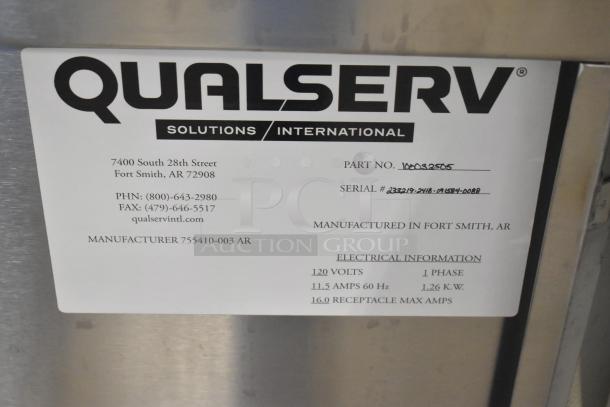 QUALSERV®
SOLUTIONS / INTERNATIONAL
7400 South 28th Street
Fort Smith, AR 72908
PHN: (800)-643-2980
FAX: (479)-646-5517
qualservintl.com
MANUFACTURER 755410-003 AR
PART NO.
SERIAL #
MANUFACTURED IN FORT SMITH, AR
ELECTRICAL INFORMATION
120 VOLTS 1 PHASE
11.5 AMPS 60 Hz 1.26 K.W.
16.0 RECEPTACLE MAX AMPS
PCI
AUCTION GROUP